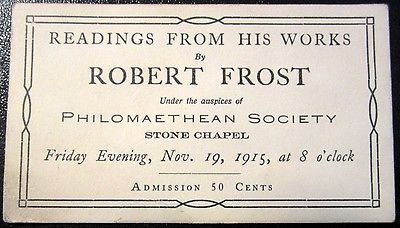 READINGS FROM HIS WORKS
By
ROBERT FROST
Under the auspices of
PHILOMAETHEAN SOCIETY
STONE CHAPEL
Friday Evening, Nov. 19, 1915, at 8 o'clock
ADMISSION 50 CENTS